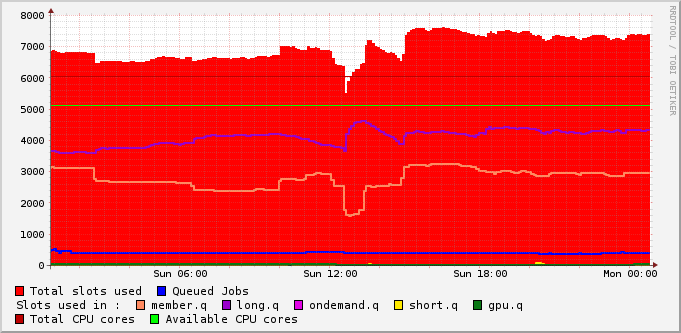 8000
7000
6000
5000
4000
3000
2000
1000
0
Sun 06:00 Sun 12:00 Sun 18:00 Mon 00:00
RRDTOOL / TOBI OETIKER
Total slots used Queued Jobs
Slots used in : member.q long.q ondemand.q short.q gpu.q
Total CPU cores Available CPU cores